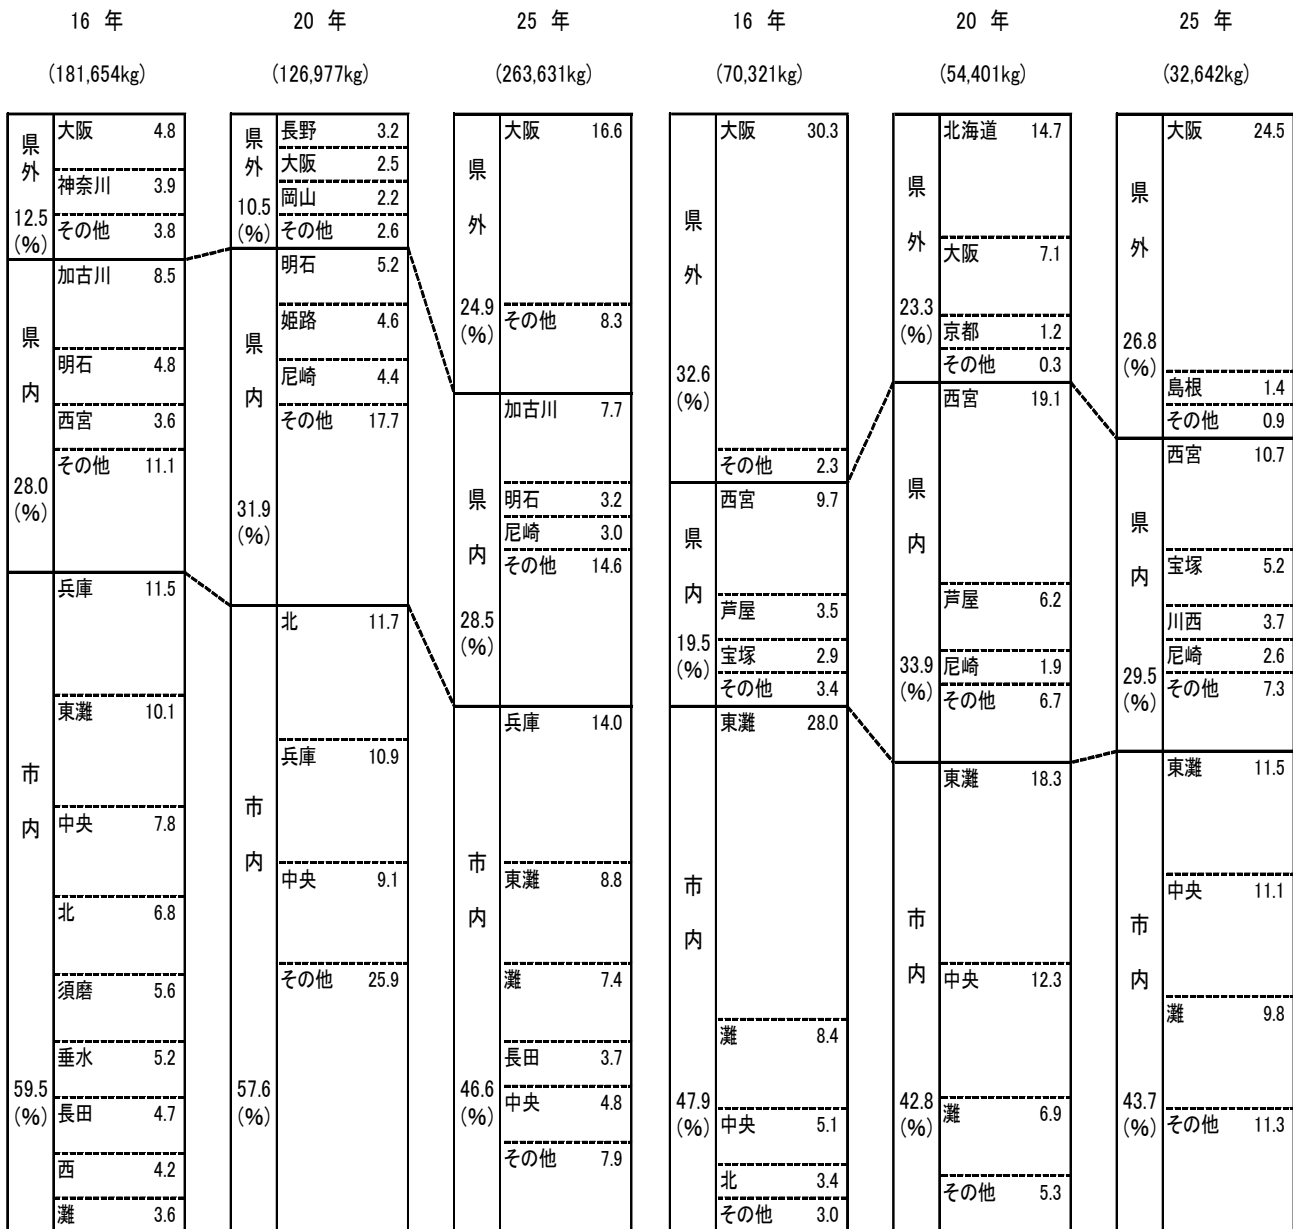 16 年
(181,654kg)
県外
12.5
(%)
大阪 4.8
神奈川 3.9
その他 3.8
県内
28.0
(%)
加古川 8.5
明石 4.8
西宮 3.6
その他 11.1
市内
59.5
(%)
兵庫 11.5
東灘 10.1
中央 7.8
北 6.8
須磨 5.6
垂水 5.2
長田 4.7
西 4.2
灘 3.6
20 年
(126,977kg)
県外
10.5
(%)
長野 3.2
大阪 2.5
岡山 2.2
その他 2.6
県内
31.9
(%)
明石 5.2
姫路 4.6
尼崎 4.4
その他 17.7
市内
57.6
(%)
北 11.7
兵庫 10.9
中央 9.1
その他 25.9
25 年
(263,631kg)
県外
24.9
(%)
大阪 16.6
その他 8.3
県内
28.5
(%)
加古川 7.7
明石 3.2
尼崎 3.0
その他 14.6
市内
46.6
(%)
兵庫 14.0
東灘 8.8
灘 7.4
長田 3.7
中央 4.8
その他 7.9
16 年
(70,321kg)
県外
32.6
(%)
大阪 30.3
その他 2.3
県内
19.5
(%)
西宮 9.7
芦屋 3.5
宝塚 2.9
その他 3.4
市内
47.9
(%)
東灘 28.0
灘 8.4
中央 5.1
北 3.4
その他 3.0
20 年
(54,401kg)
県外
23.3
(%)
北海道 14.7
大阪 7.1
京都 1.2
その他 0.3
県内
33.9
(%)
西宮 19.1
芦屋 6.2
尼崎 1.9
その他 6.7
市内
42.8
(%)
東灘 18.3
中央 12.3
灘 6.9
その他 5.3
25 年
(32,642kg)
県外
26.8
(%)
大阪 24.5
島根 1.4
その他 0.9
県内
29.5
(%)
西宮 10.7
宝塚 5.2
川西 3.7
尼崎 2.6
その他 7.3
市内
43.7
(%)
東灘 11.5
中央 11.1
灘 9.8
その他 11.3